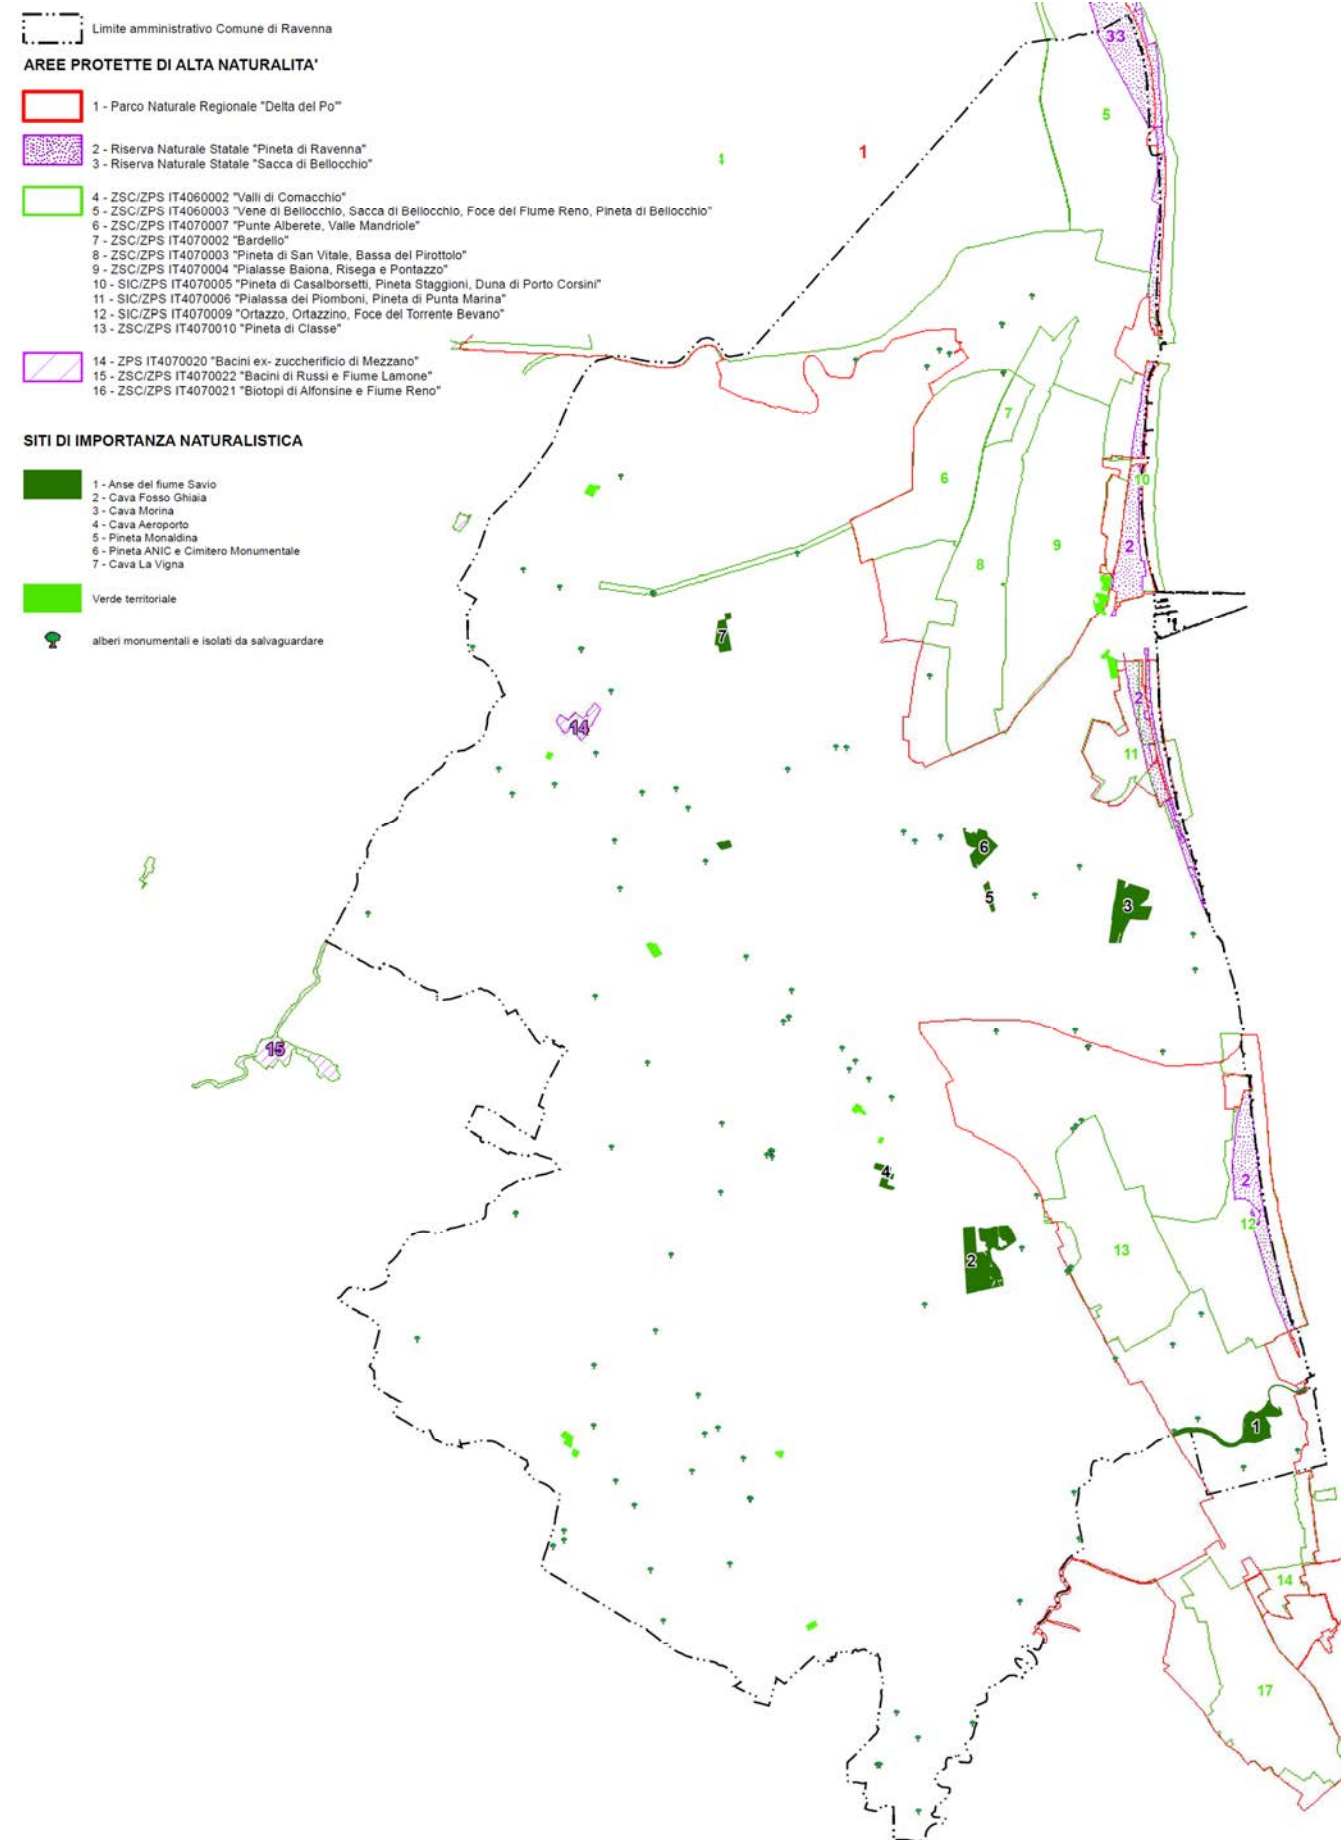 Limite amministrativo Comune di Ravenna
AREE PROTETTE DI ALTA NATURALITA'
1 - Parco Naturale Regionale "Delta del Po"
2 - Riserva Naturale Statale "Pineta di Ravenna"
3 - Riserva Naturale Statale "Sacca di Bellocchio"
4 - ZSC/ZPS IT4060002 "Valli di Comacchio"
5 - ZSC/ZPS IT4060003 "Vene di Bellocchio, Sacca di Bellocchio, Foce del Fiume Reno, Pineta di Bellocchio"
6 - ZSC/ZPS IT4070007 "Punte Alberete, Valle Mandriole"
7 - ZSC/ZPS IT4070002 "Bardello"
8 - ZSC/ZPS IT4070003 "Pineta di San Vitale, Bassa del Pirottolo"
9 - ZSC/ZPS IT4070004 "Pialasse Baiona, Risega e Pontazzo"
10 - SIC/ZPS IT4070005 "Pineta di Casalborsetti, Pineta Staggioni, Duna di Porto Corsini"
11 - SIC/ZPS IT4070006 "Pialassa dei Piomboni, Pineta di Punta Marina"
12 - SIC/ZPS IT4070009 "Ortazzo, Ortazzino, Foce del Torrente Bevano"
13 - ZSC/ZPS IT4070010 "Pineta di Classe"
14 - ZPS IT4070020 "Bacini ex- zuccherificio di Mezzano"
15 - ZSC/ZPS IT4070022 "Bacini di Russi e Fiume Lamone"
16 - ZSC/ZPS IT4070021 "Biotopi di Alfonsine e Fiume Reno"
SITI DI IMPORTANZA NATURALISTICA
1 - Anse del fiume Savio
2 - Cava Fosso Ghiaia
3 - Cava Morina
4 - Cava Aeroporto
5 - Pineta Monaldina
6 - Pineta ANIC e Cimitero Monumentale
7 - Cava La Vigna
Verde territoriale
alberi monumentali e isolati da salvaguardare
33
5
1
4
7
6
10
9
2
8
7
2
14
11
6
5
3
15
4
2
12
13
2
1
14
17